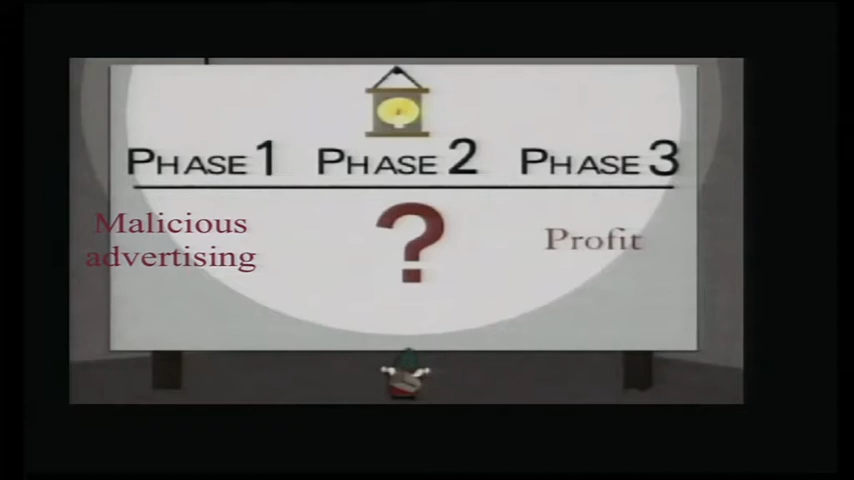 PHASE 1 PHASE 2 PHASE 3
Malicious
advertising
?
Profit